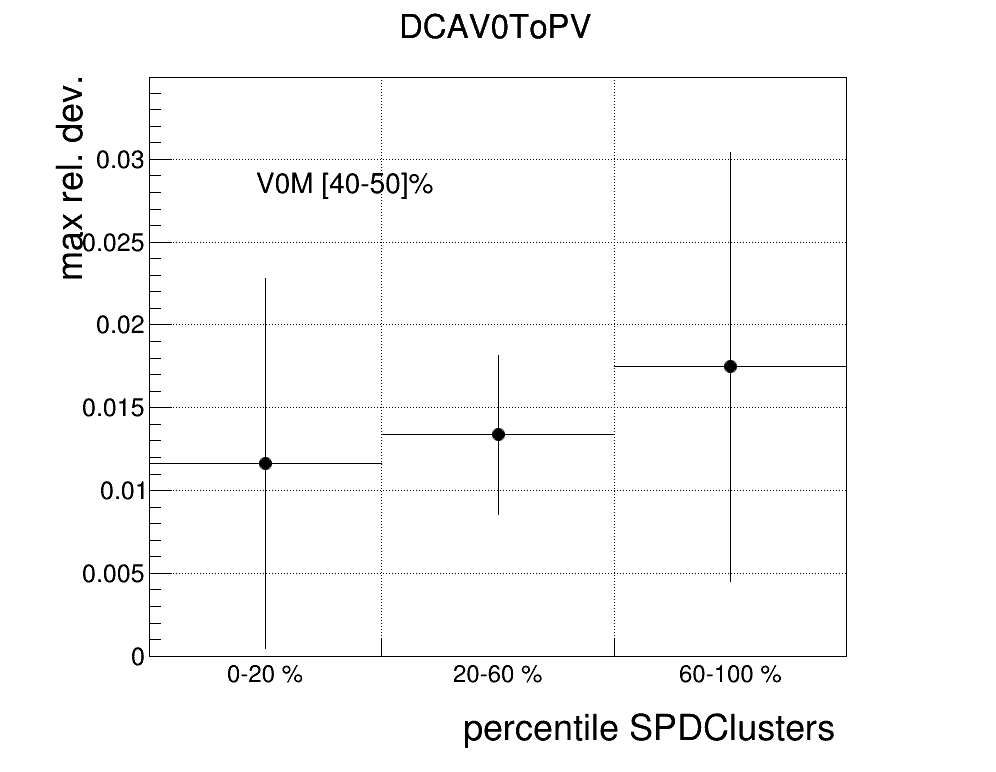 DCAV0ToPV
max rel. dev.
V0M [40-50]%
0.03
0.025
0.02
0.015
0.01
0.005
0
0-20 %
20-60 %
60-100 %
percentile SPDClusters